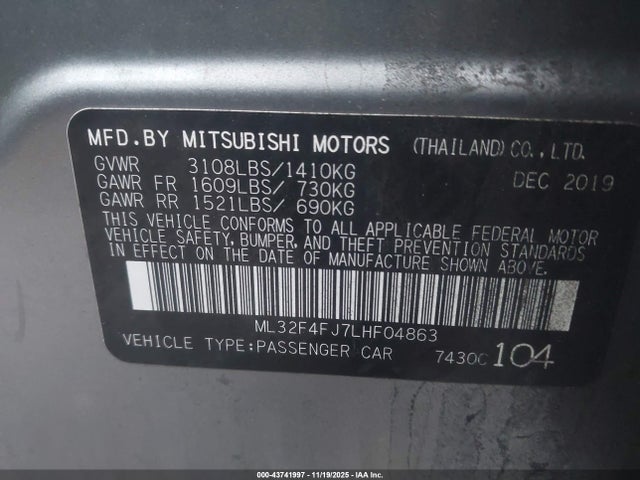 MFD.BY MITSUBISHI MOTORS (THAILAND)CO.,LTD.
GVWR 3108LBS/1410KG DEC 2019
GAWR FR 1609LBS/ 730KG
GAWR RR 1521LBS/ 690KG
THIS VEHICLE CONFORMS TO ALL APPLICABLE FEDERAL MOTOR
VEHICLE SAFETY, BUMPER, AND THEFT PREVENTION STANDARDS
IN EFFECT ON THE DATE OF MANUFACTURE SHOWN ABOVE.
ML32F4FJ7LHF04863
VEHICLE TYPE:PASSENGER CAR 7430C 104
000-43741997 - 11/19/2025 - IAA Inc.